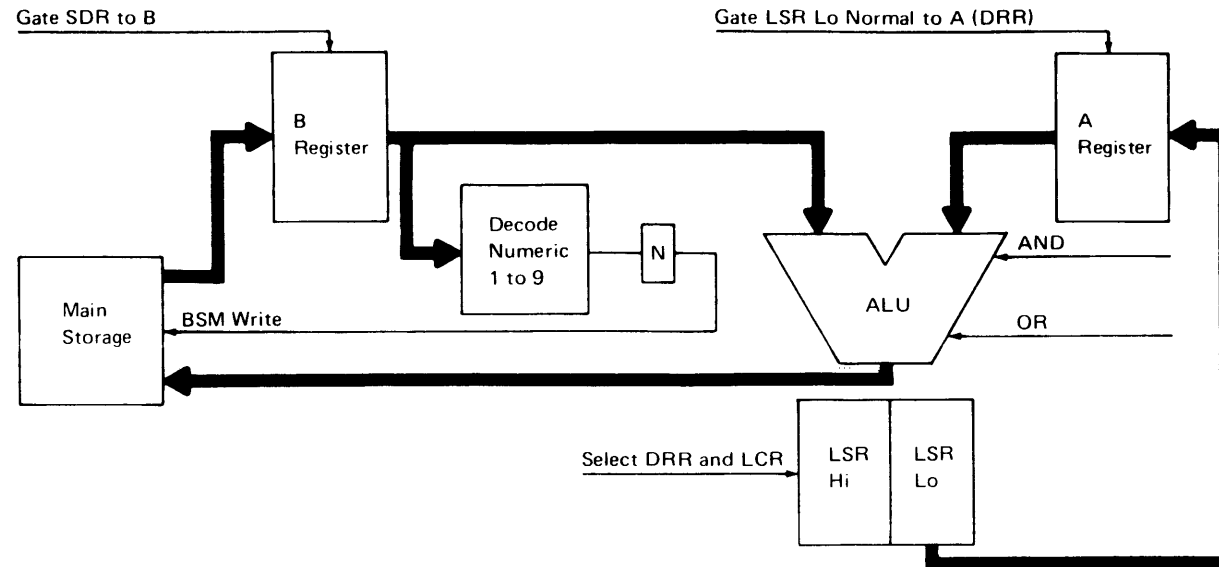 Gate SDR to B
Gate LSR Lo Normal to A (DRR)
B
Register
A
Register
Decode
Numeric
1 to 9
N
AND
ALU
Main
Storage
BSM Write
OR
Select DRR and LCR
LSR
Hi
LSR
Lo